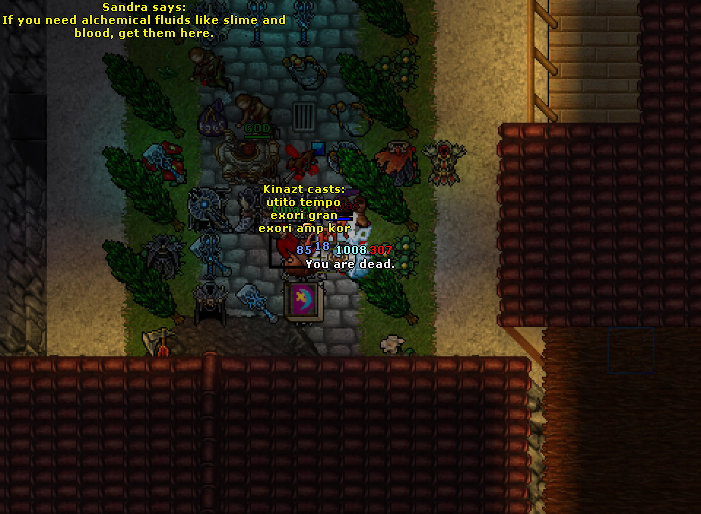 Sandra says:
If you need alchemical fluids like slime and
blood, get them here.
GOD
Kinazt casts:
utito tempo
exori gran
exori amp kor
85 18 1008 307
You are dead.